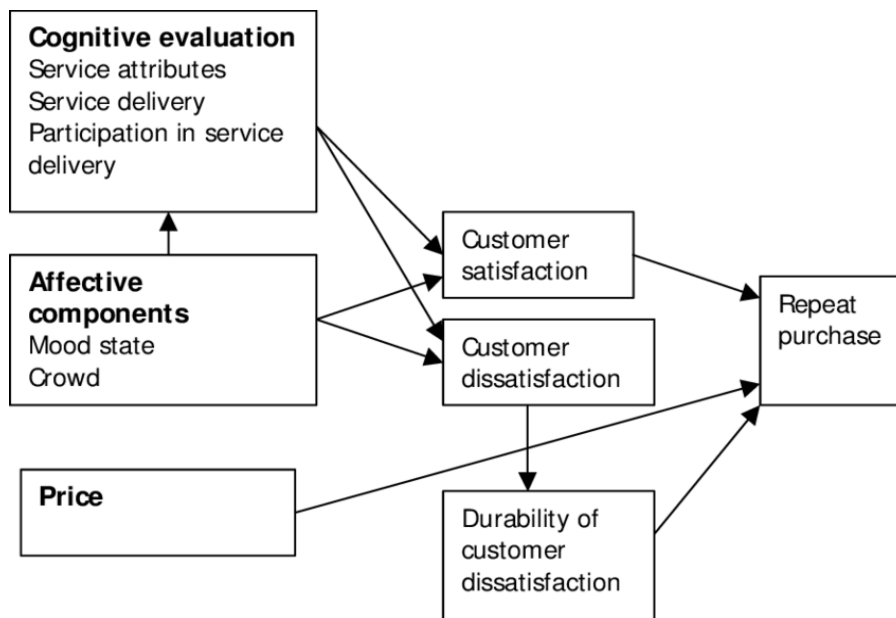 Cognitive evaluation
Service attributes
Service delivery
Participation in service
delivery
Affective
components
Mood state
Crowd
Price
Customer
satisfaction
Customer
dissatisfaction
Durability of
customer
dissatisfaction
Repeat
purchase